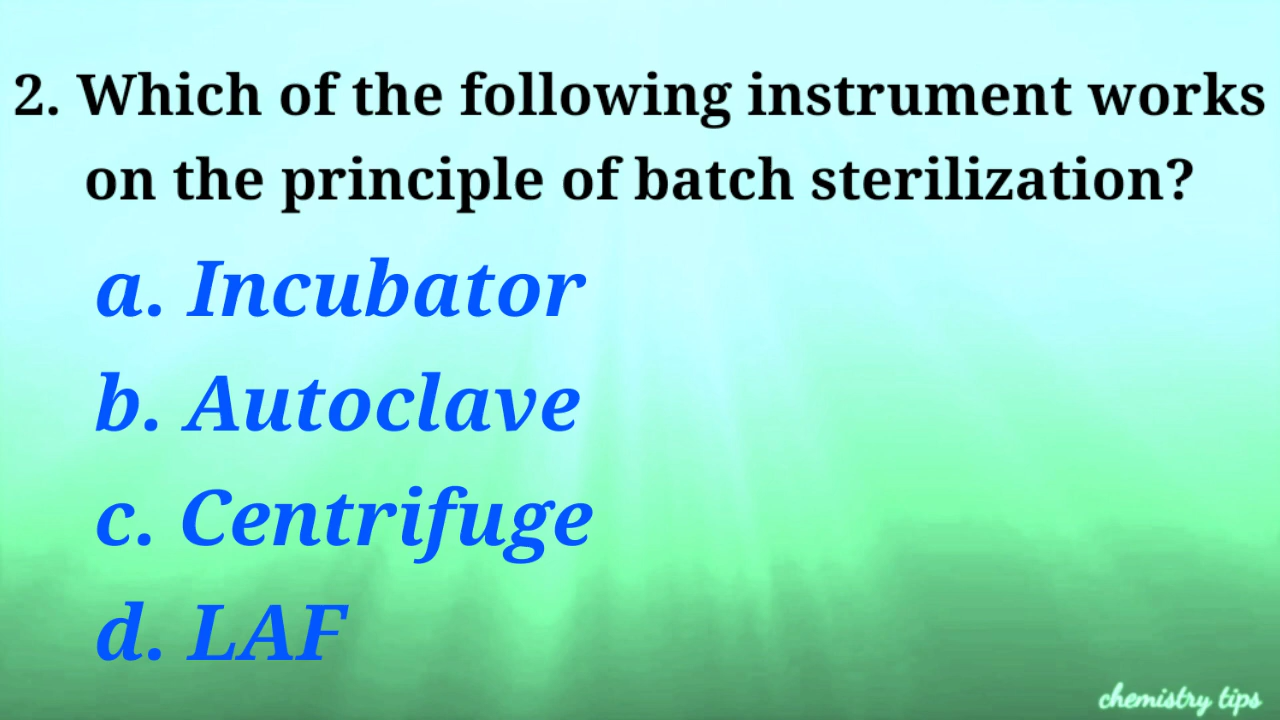 2. Which of the following instrument works
on the principle of batch sterilization?
a. Incubator
b. Autoclave
c. Centrifuge
d. LAF
chemistry tips